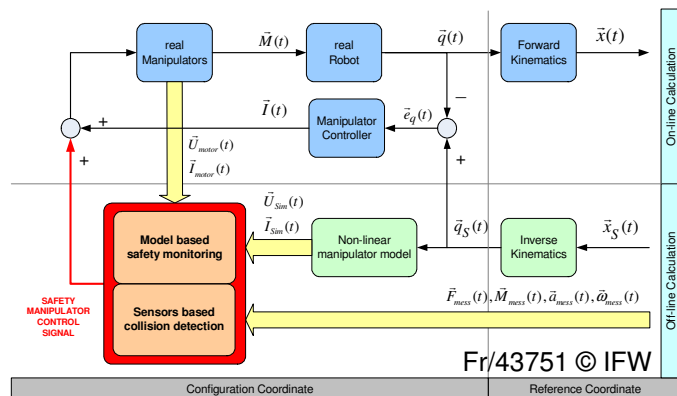 real
Manipulators
M⃗(t)
real
Robot
q⃗(t)
Forward
Kinematics
x⃗(t)
On-line Calculation
I⃗(t)
Manipulator
Controller
e⃗q(t)
−
+
+
+
U⃗motor(t)
I⃗motor(t)
U⃗Sim(t)
I⃗Sim(t)
Model based
safety monitoring
Non-linear
manipulator model
q⃗S(t)
Inverse
Kinematics
x⃗S(t)
Off-line Calculation
SAFETY
MANIPULATOR
CONTROL
SIGNAL
Sensors based
collision detection
F⃗mess(t), M⃗mess(t), a⃗mess(t), ω⃗mess(t)
Fr/43751 © IFW
Configuration Coordinate
Reference Coordinate